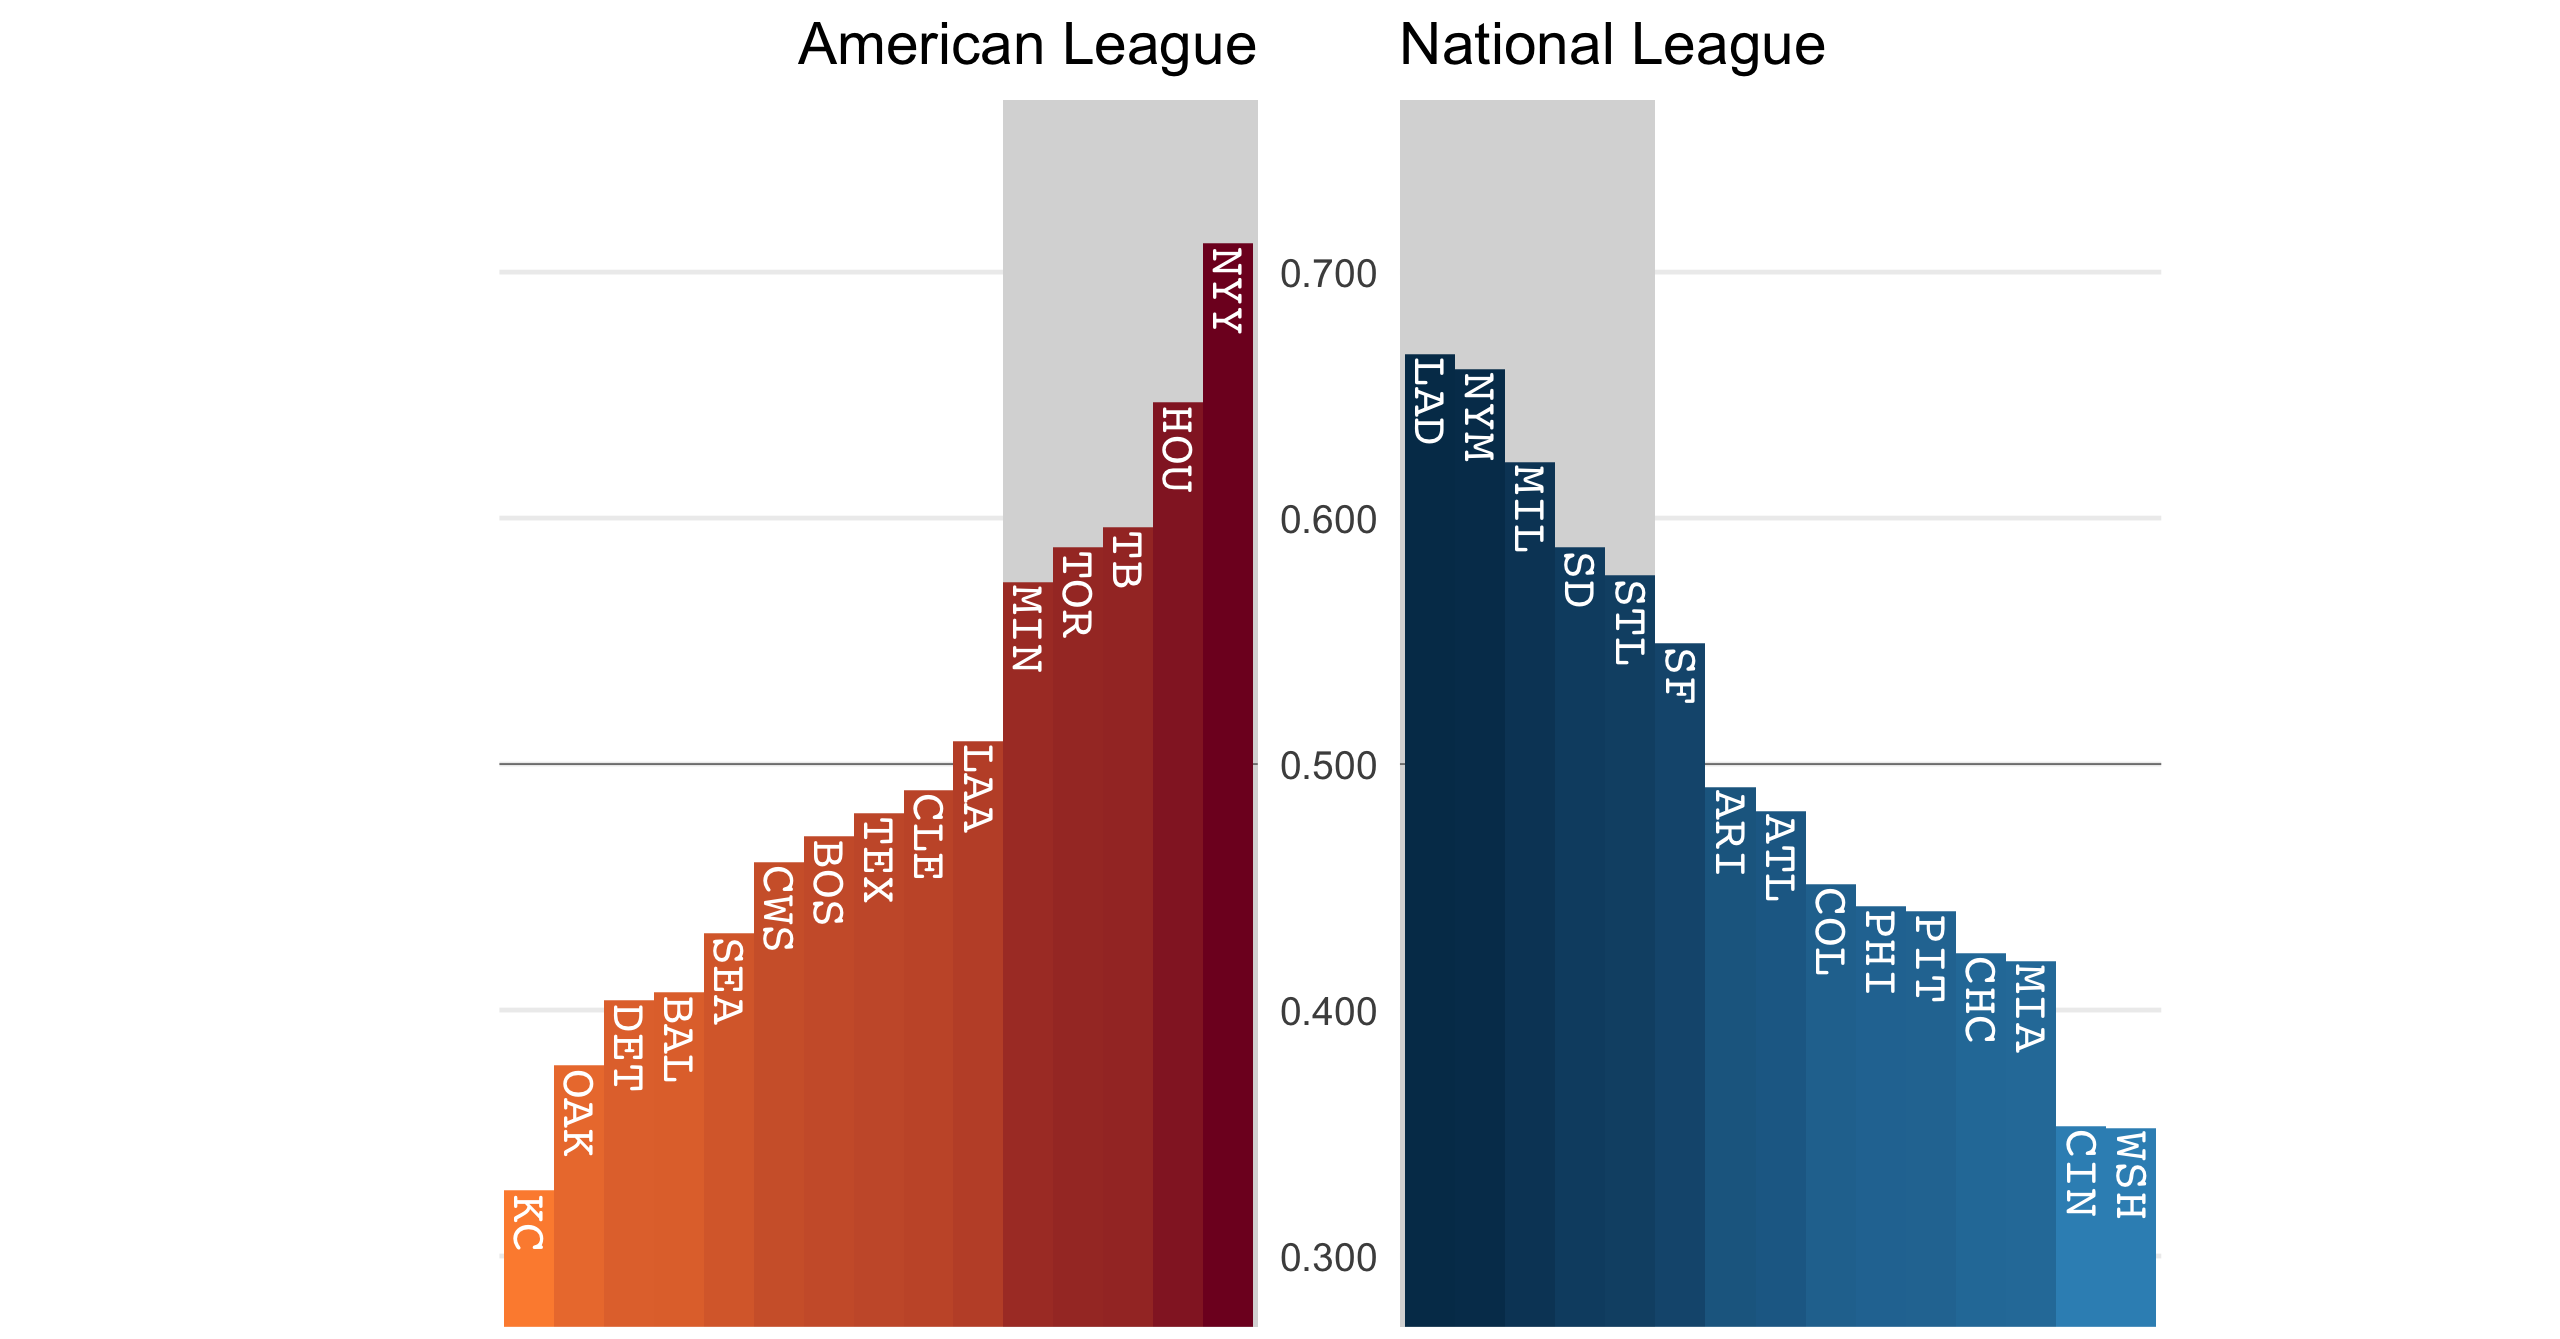 American League
National League
0.700
0.600
0.500
0.400
0.300
KC
OAK
DET
BAL
SEA
CWS
BOS
TEX
CLE
LAA
MIN
TOR
TB
HOU
NYY
LAD
NYM
MIL
SD
STL
SF
ARI
ATL
COL
PHI
PIT
CHC
MIA
CIN
WSH